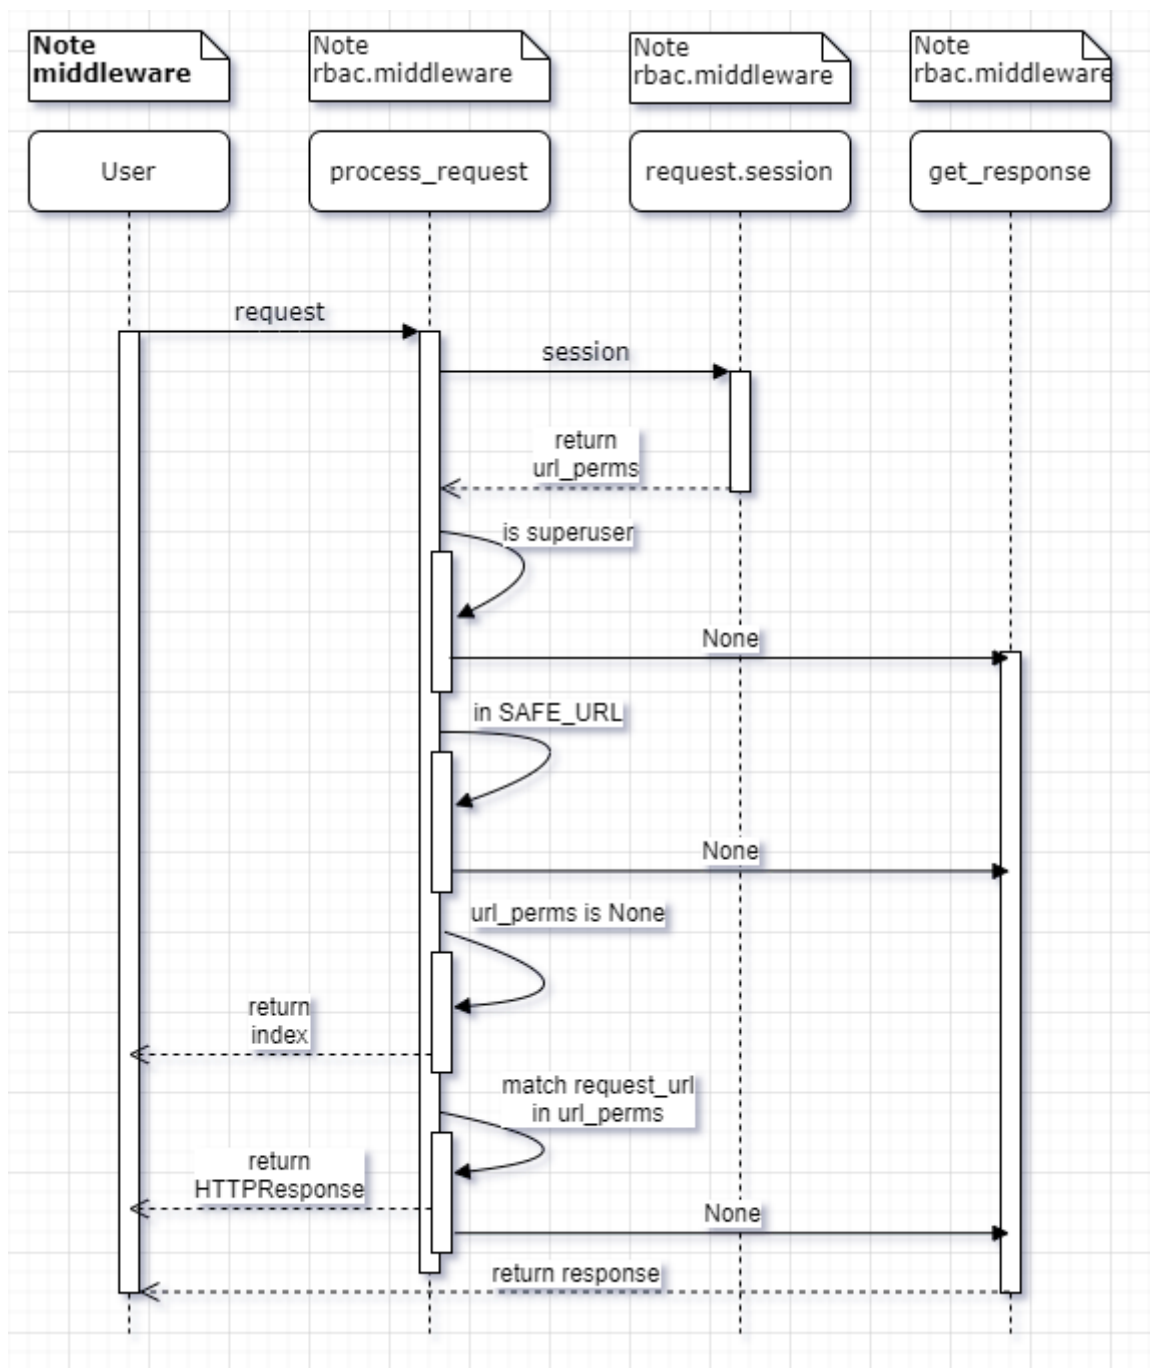 Note
middleware
Note
rbac.middleware
Note
rbac.middleware
Note
rbac.middleware
User
process_request
request.session
get_response
request
session
return
url_perms
is superuser
None
in SAFE_URL
None
url_perms is None
return
index
match request_url
in url_perms
return
HTTPResponse
None
return response